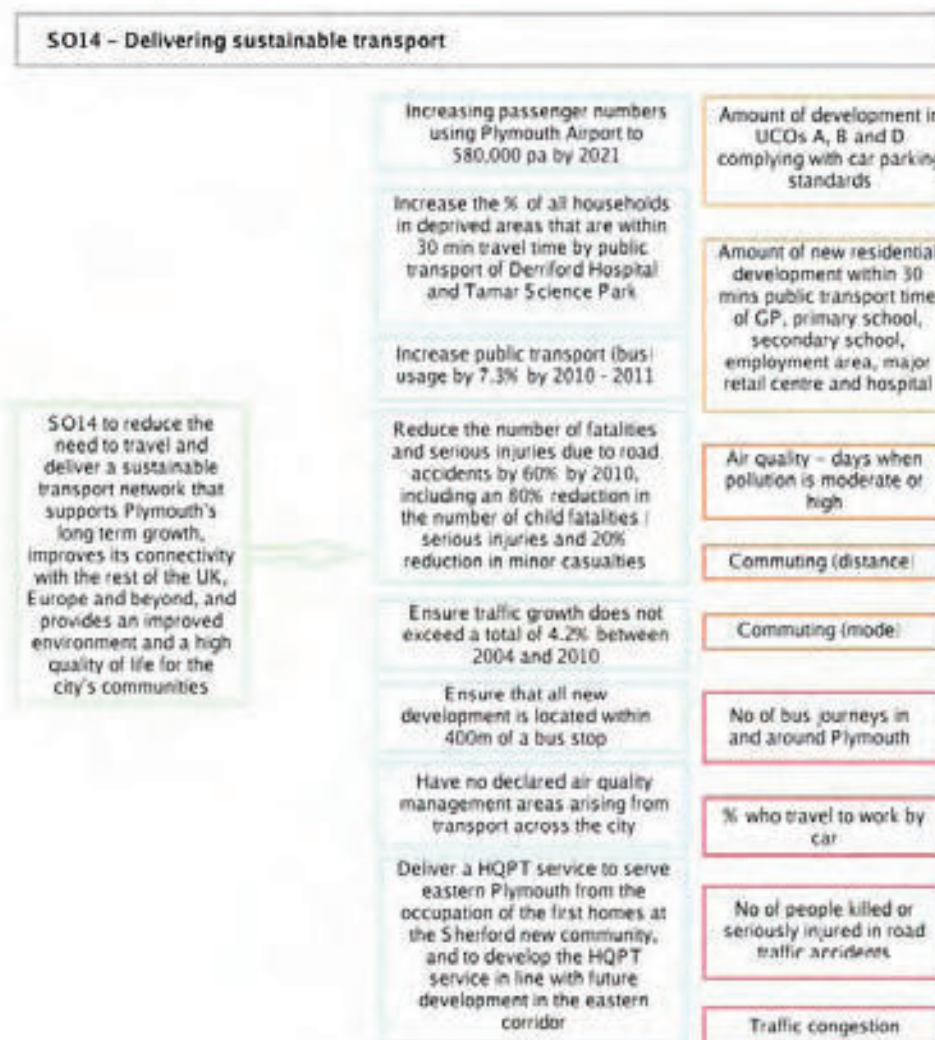 SO14 – Delivering sustainable transport
SO14 to reduce the
need to travel and
deliver a sustainable
transport network that
supports Plymouth's
long term growth,
improves its connectivity
with the rest of the UK,
Europe and beyond, and
provides an improved
environment and a high
quality of life for the
city's communities
Increasing passenger numbers
using Plymouth Airport to
580,000 pa by 2021
Increase the % of all households
in deprived areas that are within
30 min travel time by public
transport of Derriford Hospital
and Tamar Science Park
Increase public transport (bus)
usage by 7.3% by 2010 - 2011
Reduce the number of fatalities
and serious injuries due to road
accidents by 60% by 2010,
including an 80% reduction in
the number of child fatalities /
serious injuries and 20%
reduction in minor casualties
Ensure traffic growth does not
exceed a total of 4.2% between
2004 and 2010
Ensure that all new
development is located within
400m of a bus stop
Have no declared air quality
management areas arising from
transport across the city
Deliver a HQPT service to serve
eastern Plymouth from the
occupation of the first homes at
the Sherford new community,
and to develop the HQPT
service in line with future
development in the eastern
corridor
Amount of development in
UCOs A, B and D
complying with car parking
standards
Amount of new residential
development within 30
mins public transport time
of GP, primary school,
secondary school,
employment area, major
retail centre and hospital
Air quality – days when
pollution is moderate or
high
Commuting (distance)
Commuting (mode)
No of bus journeys in
and around Plymouth
% who travel to work by
car
No of people killed or
seriously injured in road
traffic accidents
Traffic congestion